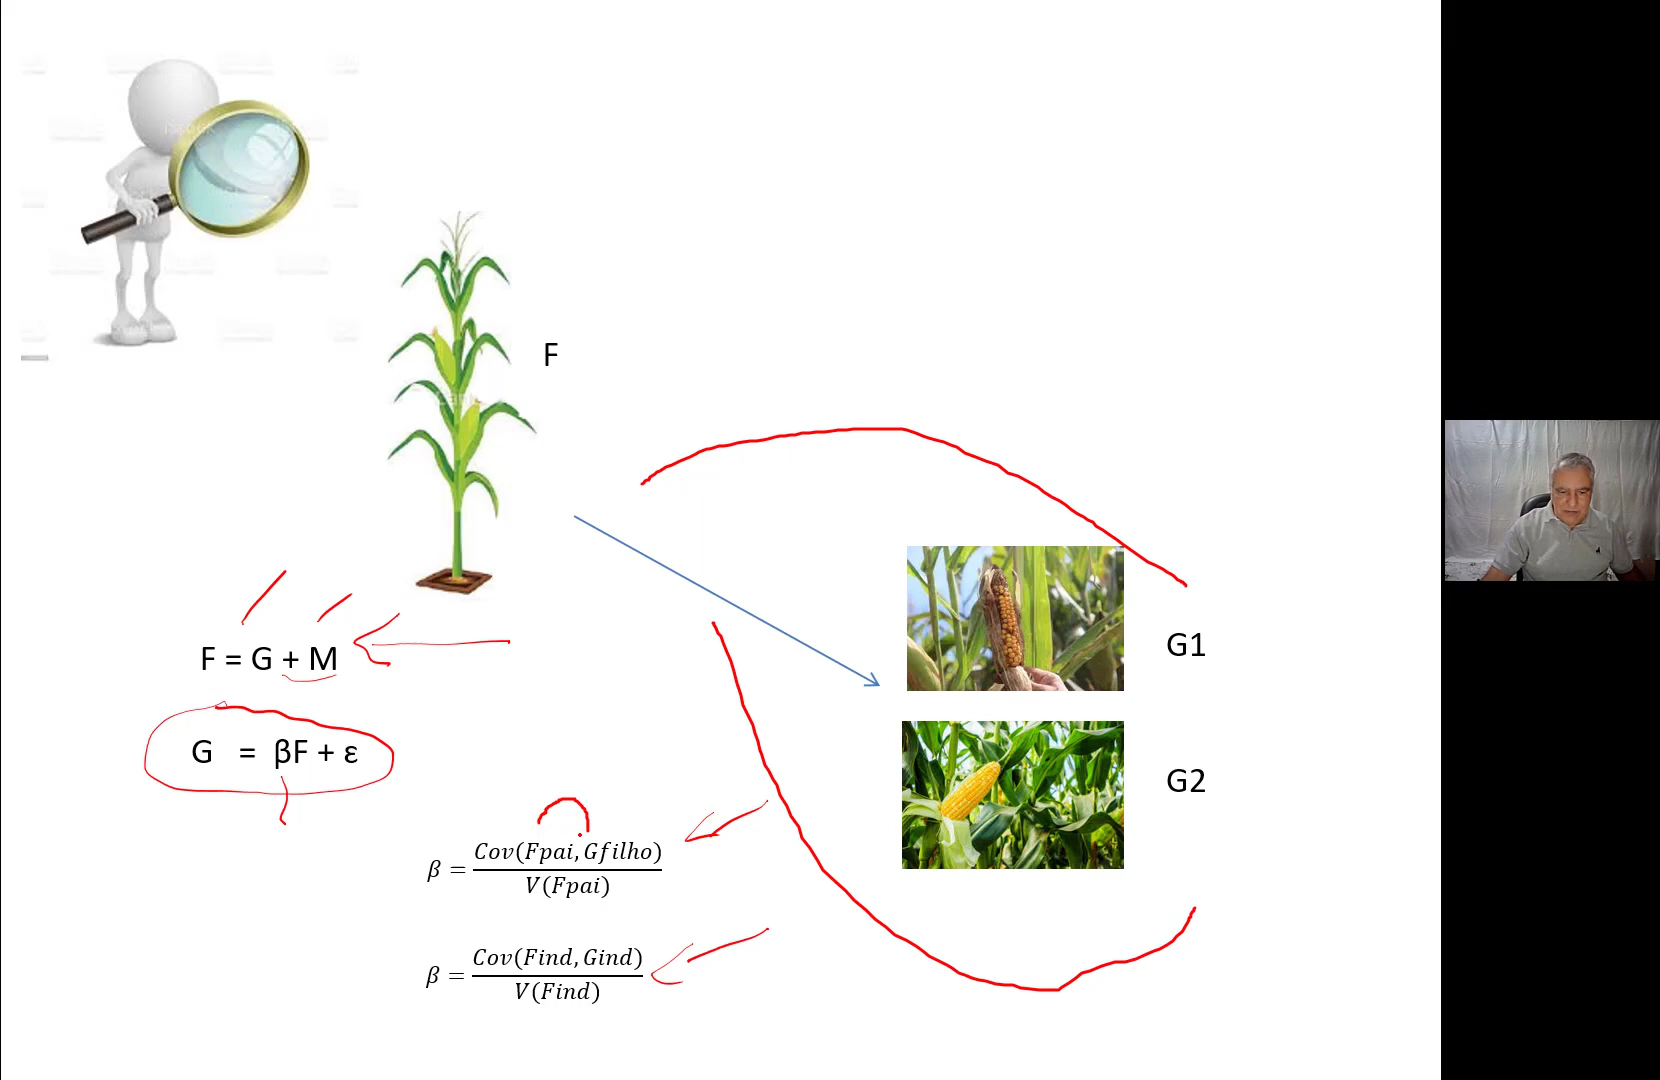 F
F = G + M
G = βF + ε
G1
G2
β = Cov(Fpai, Gfilho) / V(Fpai)
β = Cov(Find, Gind) / V(Find)